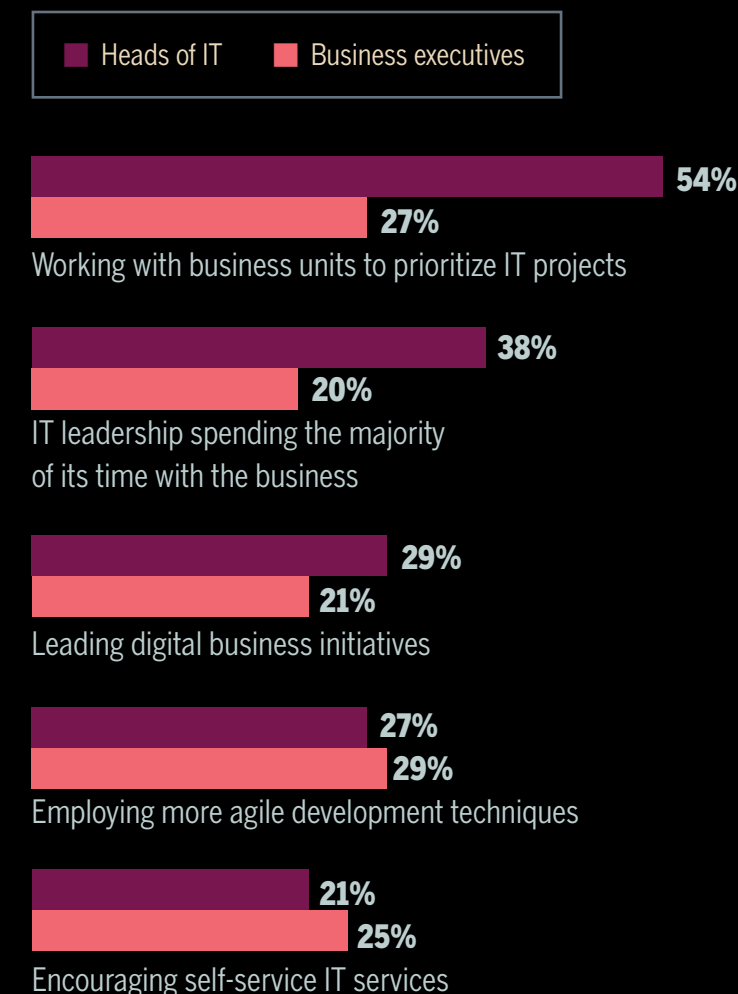 Heads of IT
Business executives
54%
27%
Working with business units to prioritize IT projects
38%
20%
IT leadership spending the majority
of its time with the business
29%
21%
Leading digital business initiatives
27%
29%
Employing more agile development techniques
21%
25%
Encouraging self-service IT services